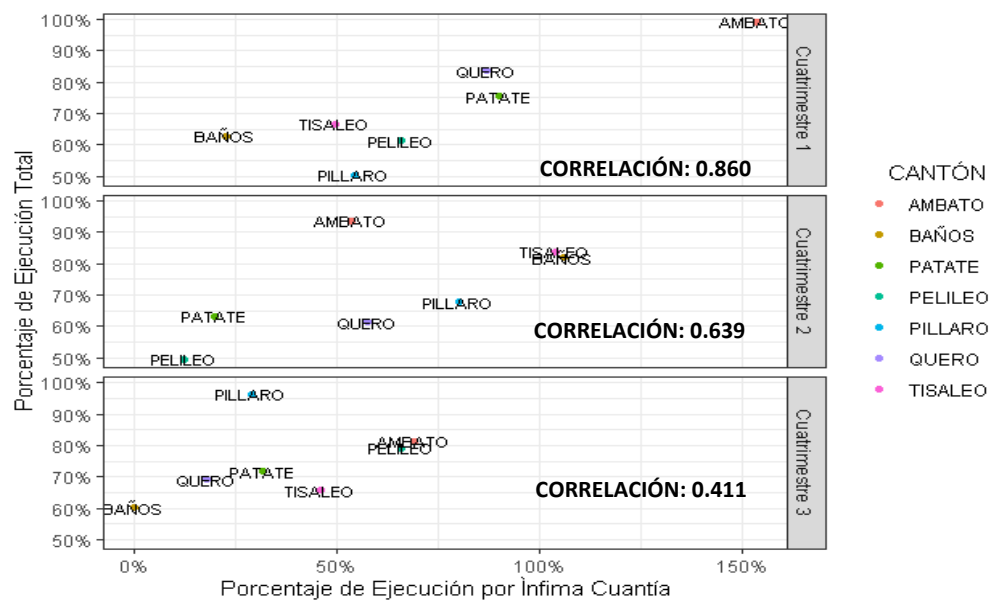 100%
AMBATO
90%
QUERO
80%
PATATE
70%
TISALEO
BAÑOS
PELILEO
60%
CORRELACIÓN: 0.860
PILLARO
50%
Cuatrimestre 1
100%
AMBATO
90%
TISALEO
BAÑOS
80%
70%
PILLARO
PATATE
QUERO
60%
CORRELACIÓN: 0.639
PELILEO
50%
Cuatrimestre 2
100%
PILLARO
90%
AMBATO
80%
PELILEO
PATATE
70%
QUERO
TISALEO
CORRELACIÓN: 0.411
60%
BAÑOS
50%
Cuatrimestre 3
0%
50%
100%
150%
Porcentaje de Ejecución por Ìnfima Cuantía
Porcentaje de Ejecución Total
CANTÓN
AMBATO
BAÑOS
PATATE
PELILEO
PILLARO
QUERO
TISALEO